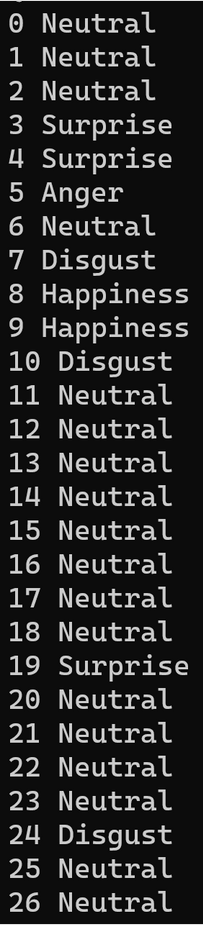 0 Neutral
1 Neutral
2 Neutral
3 Surprise
4 Surprise
5 Anger
6 Neutral
7 Disgust
8 Happiness
9 Happiness
10 Disgust
11 Neutral
12 Neutral
13 Neutral
14 Neutral
15 Neutral
16 Neutral
17 Neutral
18 Neutral
19 Surprise
20 Neutral
21 Neutral
22 Neutral
23 Neutral
24 Disgust
25 Neutral
26 Neutral